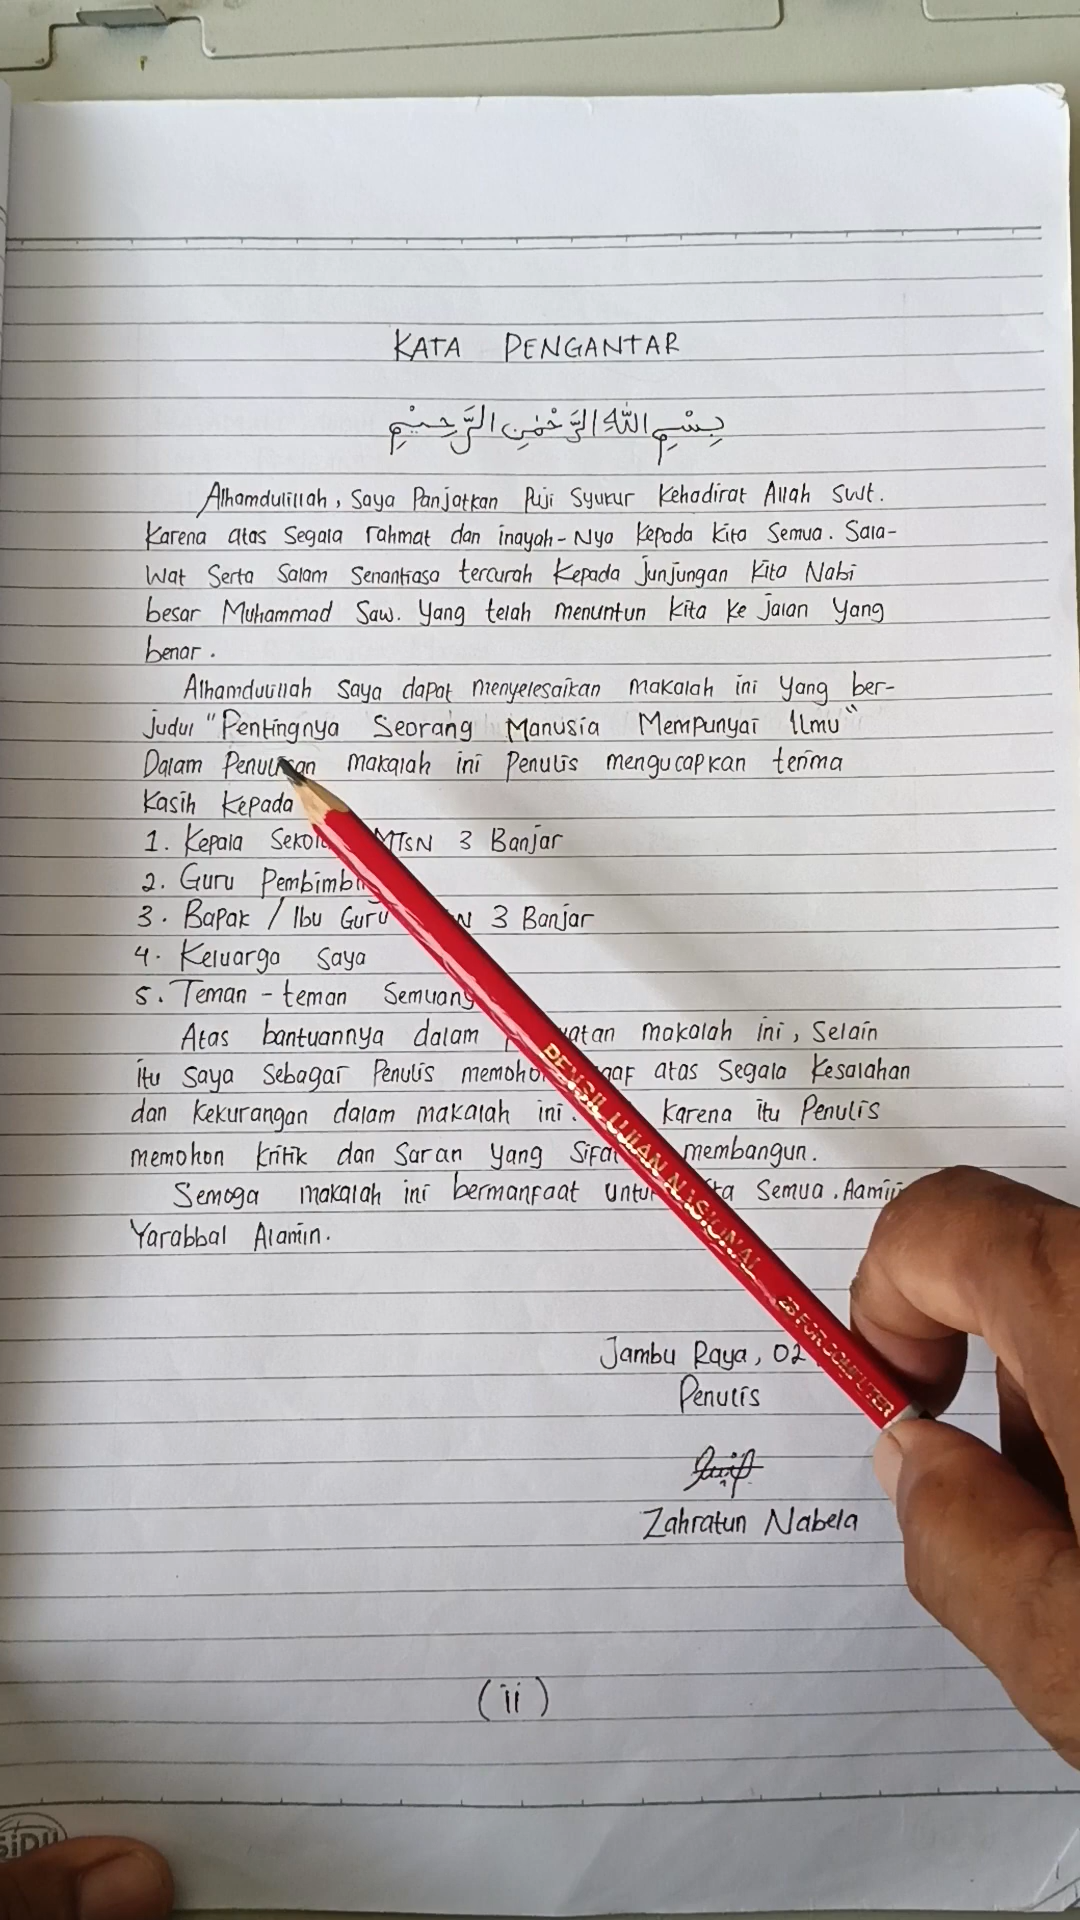 KATA PENGANTAR
بِسْمِ اللّٰهِ الرَّحْمٰنِ الرَّحِيْمِ
Alhamdulillah, Saya Panjatkan Puji Syukur Kehadirat Allah Swt.
Karena atas Segala rahmat dan inayah-Nya Kepada Kita Semua. Sala-
Wat Serta Salam Senantiasa tercurah Kepada Junjungan Kita Nabi
besar Muhammad Saw. Yang telah menuntun Kita Ke Jalan Yang
benar.
Alhamdulillah Saya dapat menyelesaikan makalah ini Yang ber-
Judul "Pentingnya Seorang Manusia Mempunyai Ilmu"
Dalam Penulisan makalah ini Penulis mengucapkan terima
Kasih Kepada
1. Kepala MTSN 3 Banjar
2. Guru
3. Bapak / Ibu Guru 3 Banjar
4. Keluarga Saya
5. Teman - teman
Atas bantuannya dalam makalah ini, Selain
itu Saya Sebagai Penulis atas Segala Kesalahan
dan Kekurangan dalam makalah ini. Karena itu Penulis
memohon Kritik dan Saran Yang membangun.
Semoga makalah ini bermanfaat Semua.
Yarabbal Alamin.
Jambu Raya, 02
Penulis
Zahratun Nabela
(ii)
PENSIL UJIAN NASIONAL 2B FOR COMPUTER
SiDU